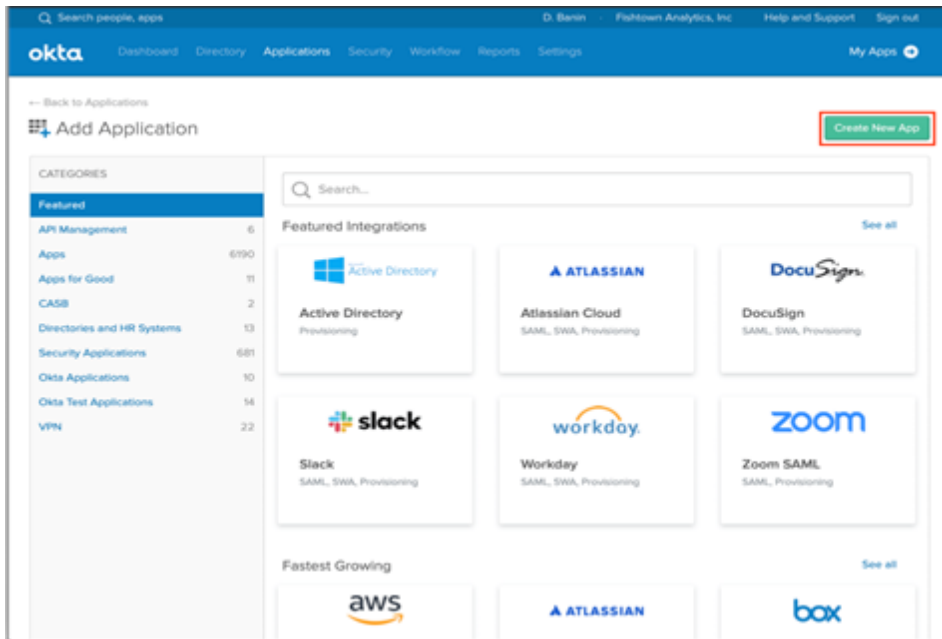 Search people, apps
D. Banin · Fishtown Analytics, Inc Help and Support Sign out
okta Dashboard Directory Applications Security Workflow Reports Settings My Apps
← Back to Applications
Add Application
Create New App
CATEGORIES
Featured
API Management 6
Apps 6190
Apps for Good 11
CASB 2
Directories and HR Systems 13
Security Applications 681
Okta Applications 10
Okta Test Applications 14
VPN 22
Search...
Featured Integrations See all
Active Directory
Active Directory
Provisioning
ATLASSIAN
Atlassian Cloud
SAML, SWA, Provisioning
DocuSign
DocuSign
SAML, SWA, Provisioning
slack
Slack
SAML, SWA, Provisioning
workday.
Workday
SAML, SWA, Provisioning
zoom
Zoom SAML
SAML, Provisioning
Fastest Growing See all
aws
ATLASSIAN
box